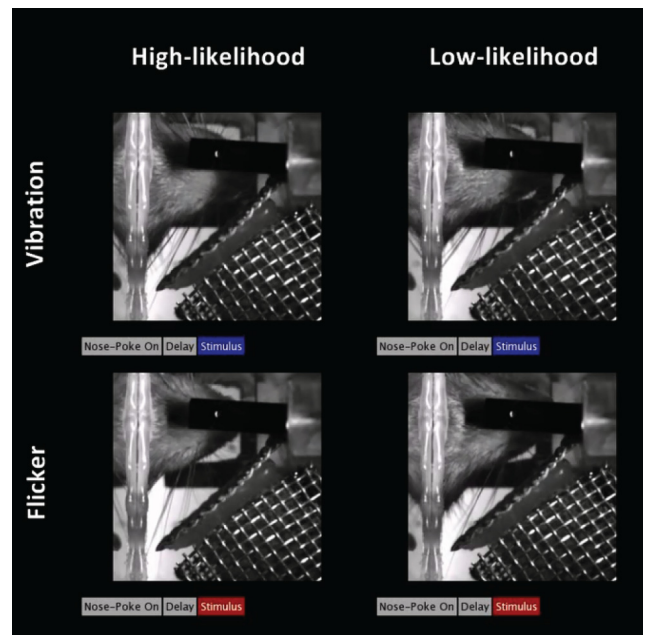 High-likelihood Low-likelihood
Vibration
Nose-Poke On Delay Stimulus Nose-Poke On Delay Stimulus
Flicker
Nose-Poke On Delay Stimulus Nose-Poke On Delay Stimulus